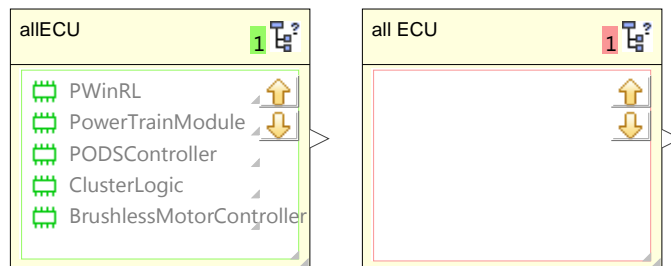 allECU
1
PWinRL
PowerTrainModule
PODSController
ClusterLogic
BrushlessMotorController
all ECU
1